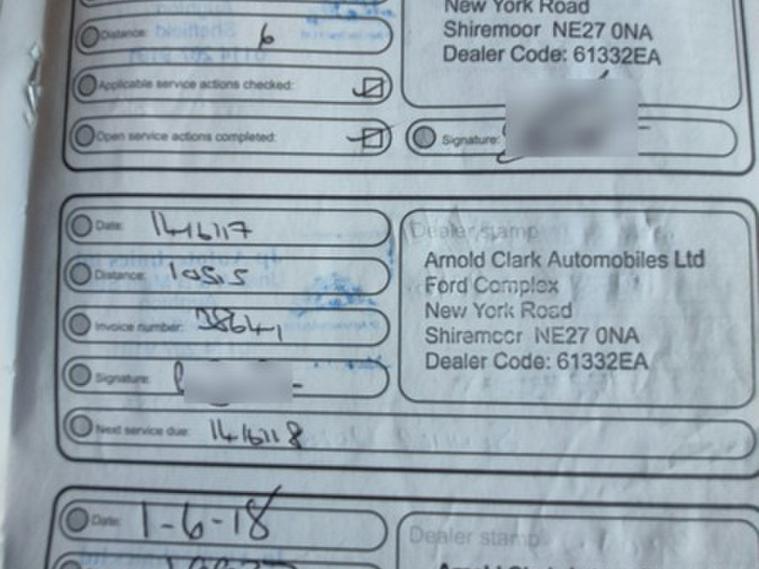 Distance: 6
New York Road
Shiremoor NE27 0NA
Dealer Code: 61332EA
Applicable service actions checked:
Open service actions completed:
Signature:
Date: 14/6/17
Dealer stamp
Distance: 10515
Arnold Clark Automobiles Ltd
Ford Complex
New York Road
Shiremoor NE27 0NA
Dealer Code: 61332EA
Invoice number: 38641
Signature:
Next service due: 14/6/18
Date: 1-6-18
Dealer stamp